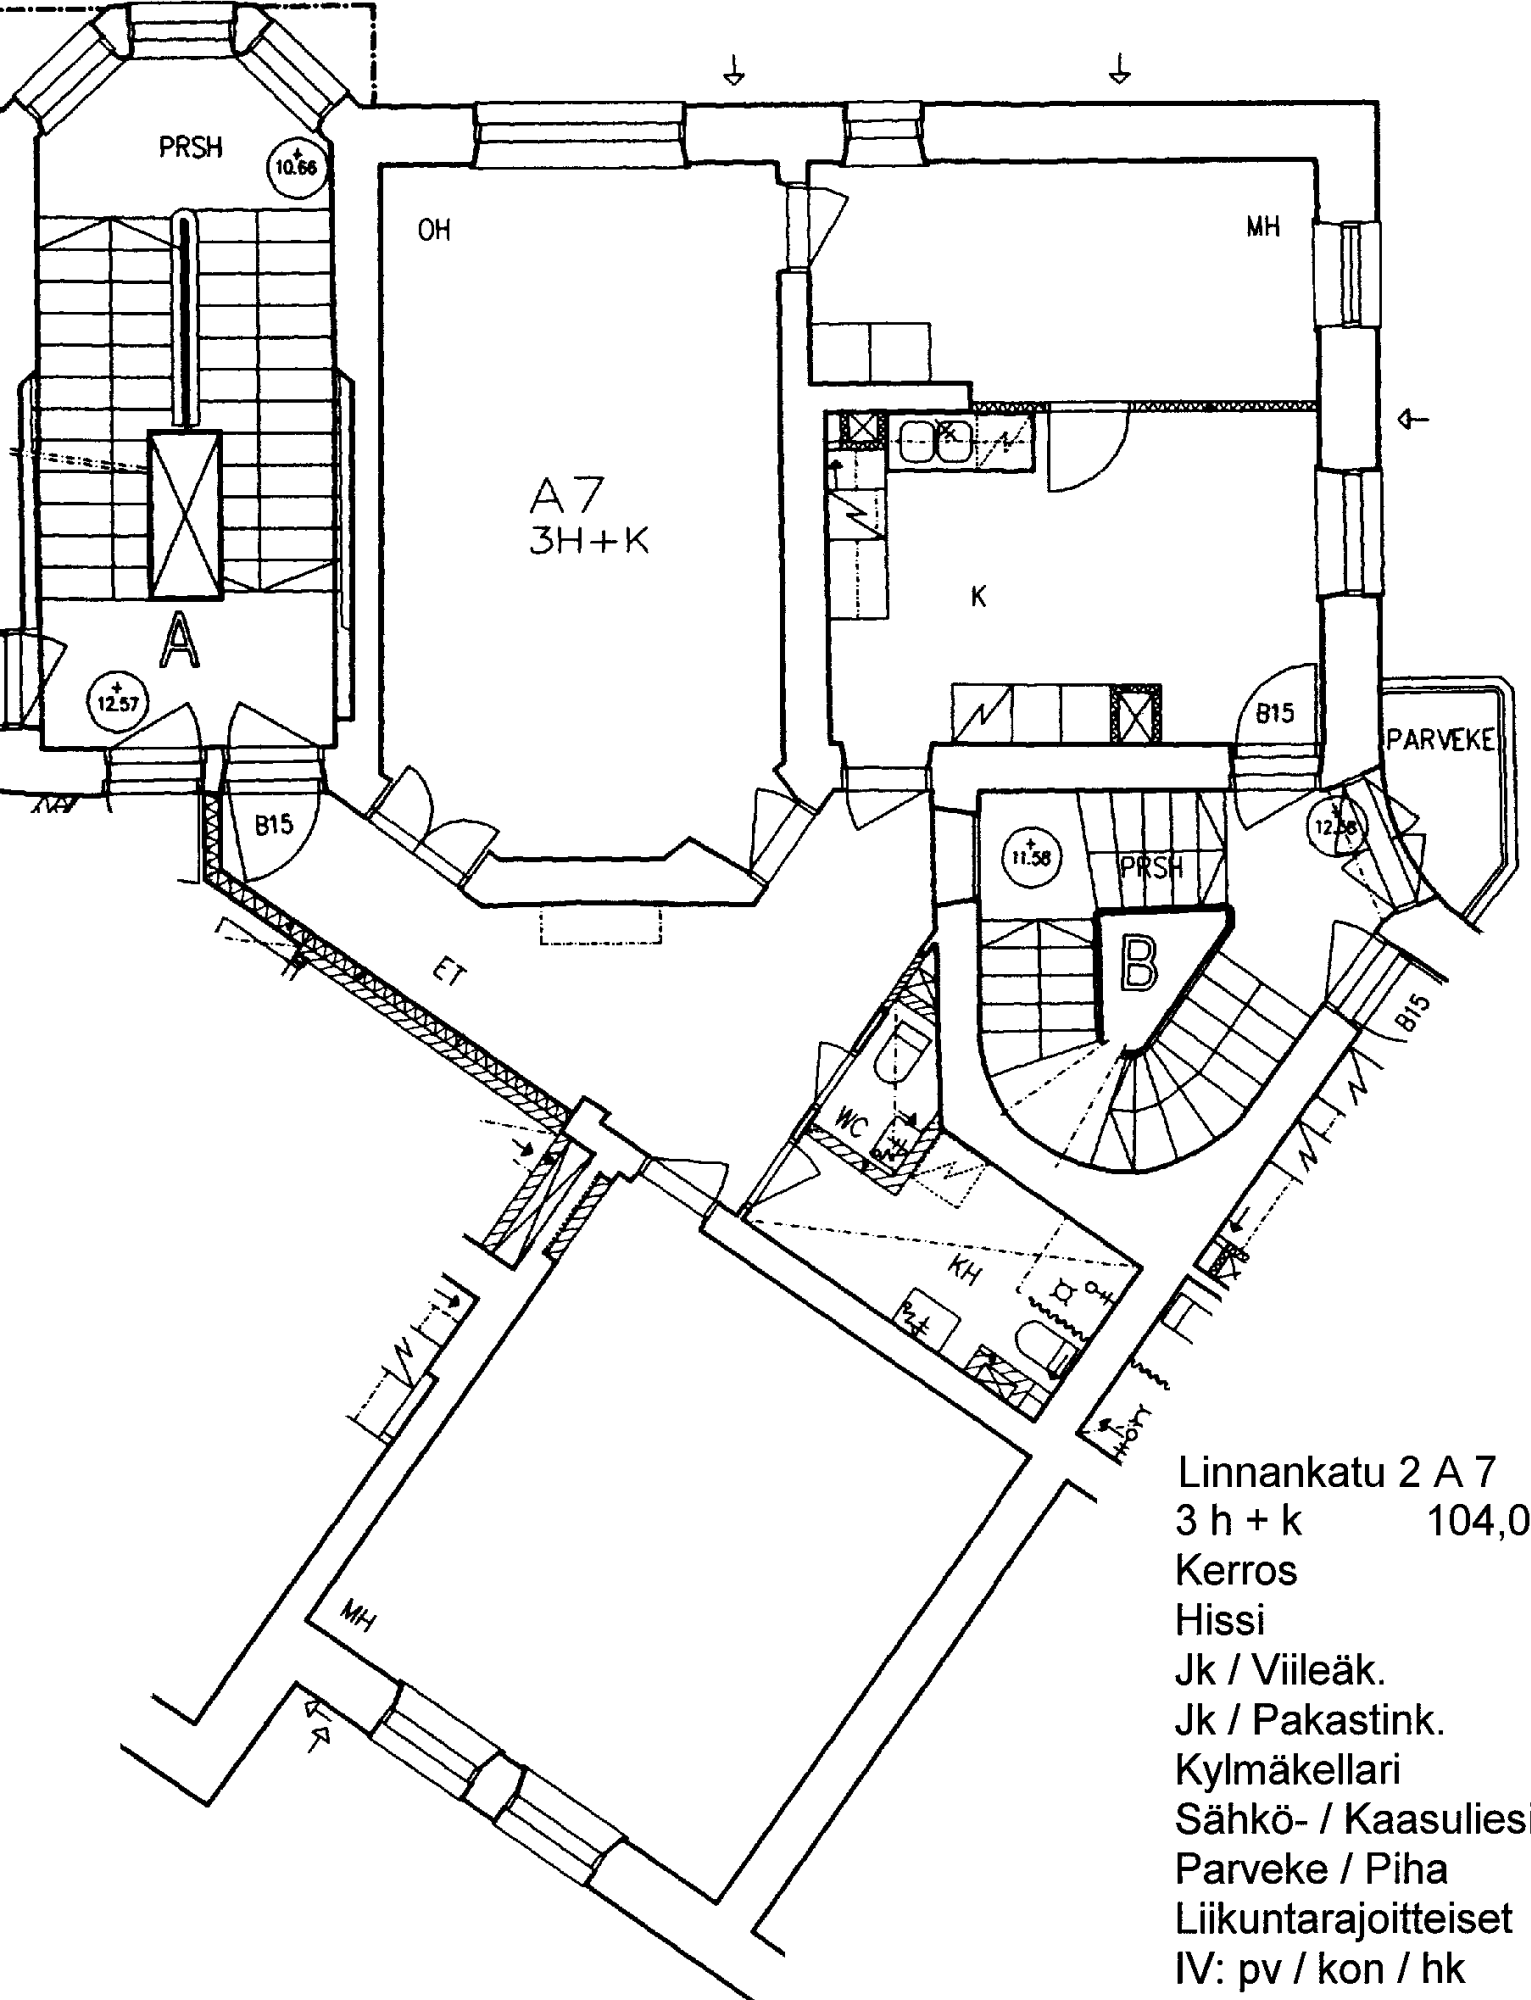 PRSH
10.66
OH
MH
A 7
3H+K
K
A
12.57
B15
B15
PARVEKE
12.58
11.58
PRSH
B
ET
B15
WC
KH
MH
Linnankatu 2 A 7
3 h + k 104,0
Kerros
Hissi
Jk / Viileäk.
Jk / Pakastink.
Kylmäkellari
Sähkö- / Kaasuliesi
Parveke / Piha
Liikuntarajoitteiset
IV: pv / kon / hk